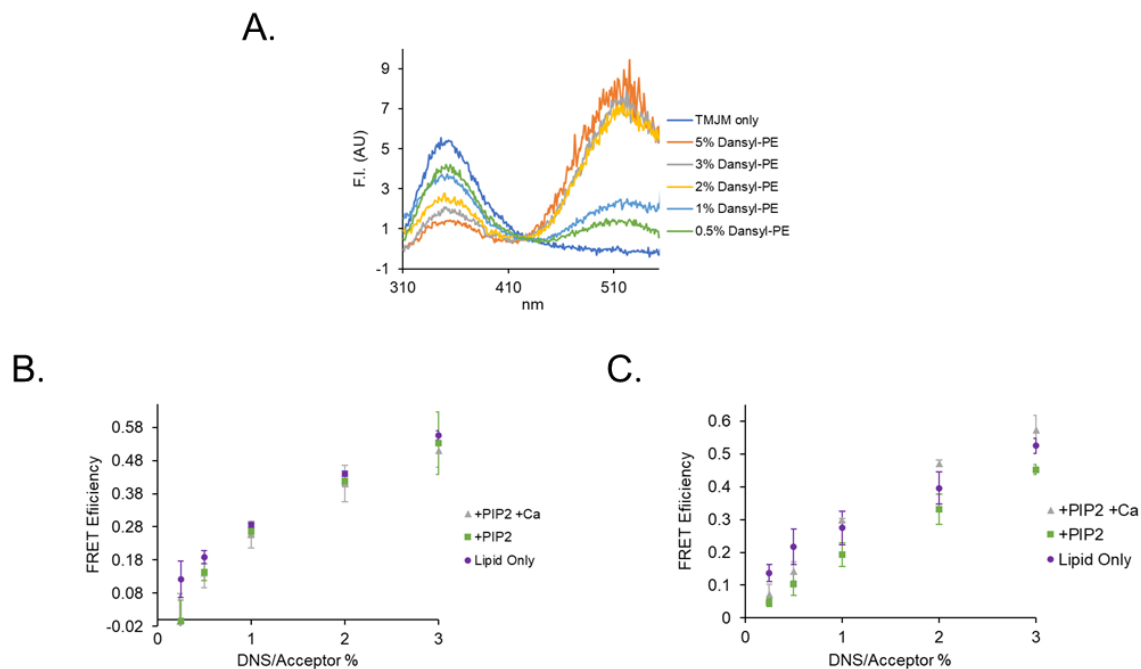 A.
9
7
5
3
1
-1
F.I. (AU)
310
410
510
nm
TMJM only
5% Dansyl-PE
3% Dansyl-PE
2% Dansyl-PE
1% Dansyl-PE
0.5% Dansyl-PE
B.
0.58
0.48
0.38
0.28
0.18
0.08
-0.02
FRET Efiiciency
0
1
2
3
DNS/Acceptor %
+PIP2 +Ca
+PIP2
Lipid Only
C.
0.6
0.5
0.4
0.3
0.2
0.1
0
FRET Efiiciency
0
1
2
3
DNS/Acceptor %
+PIP2 +Ca
+PIP2
Lipid Only